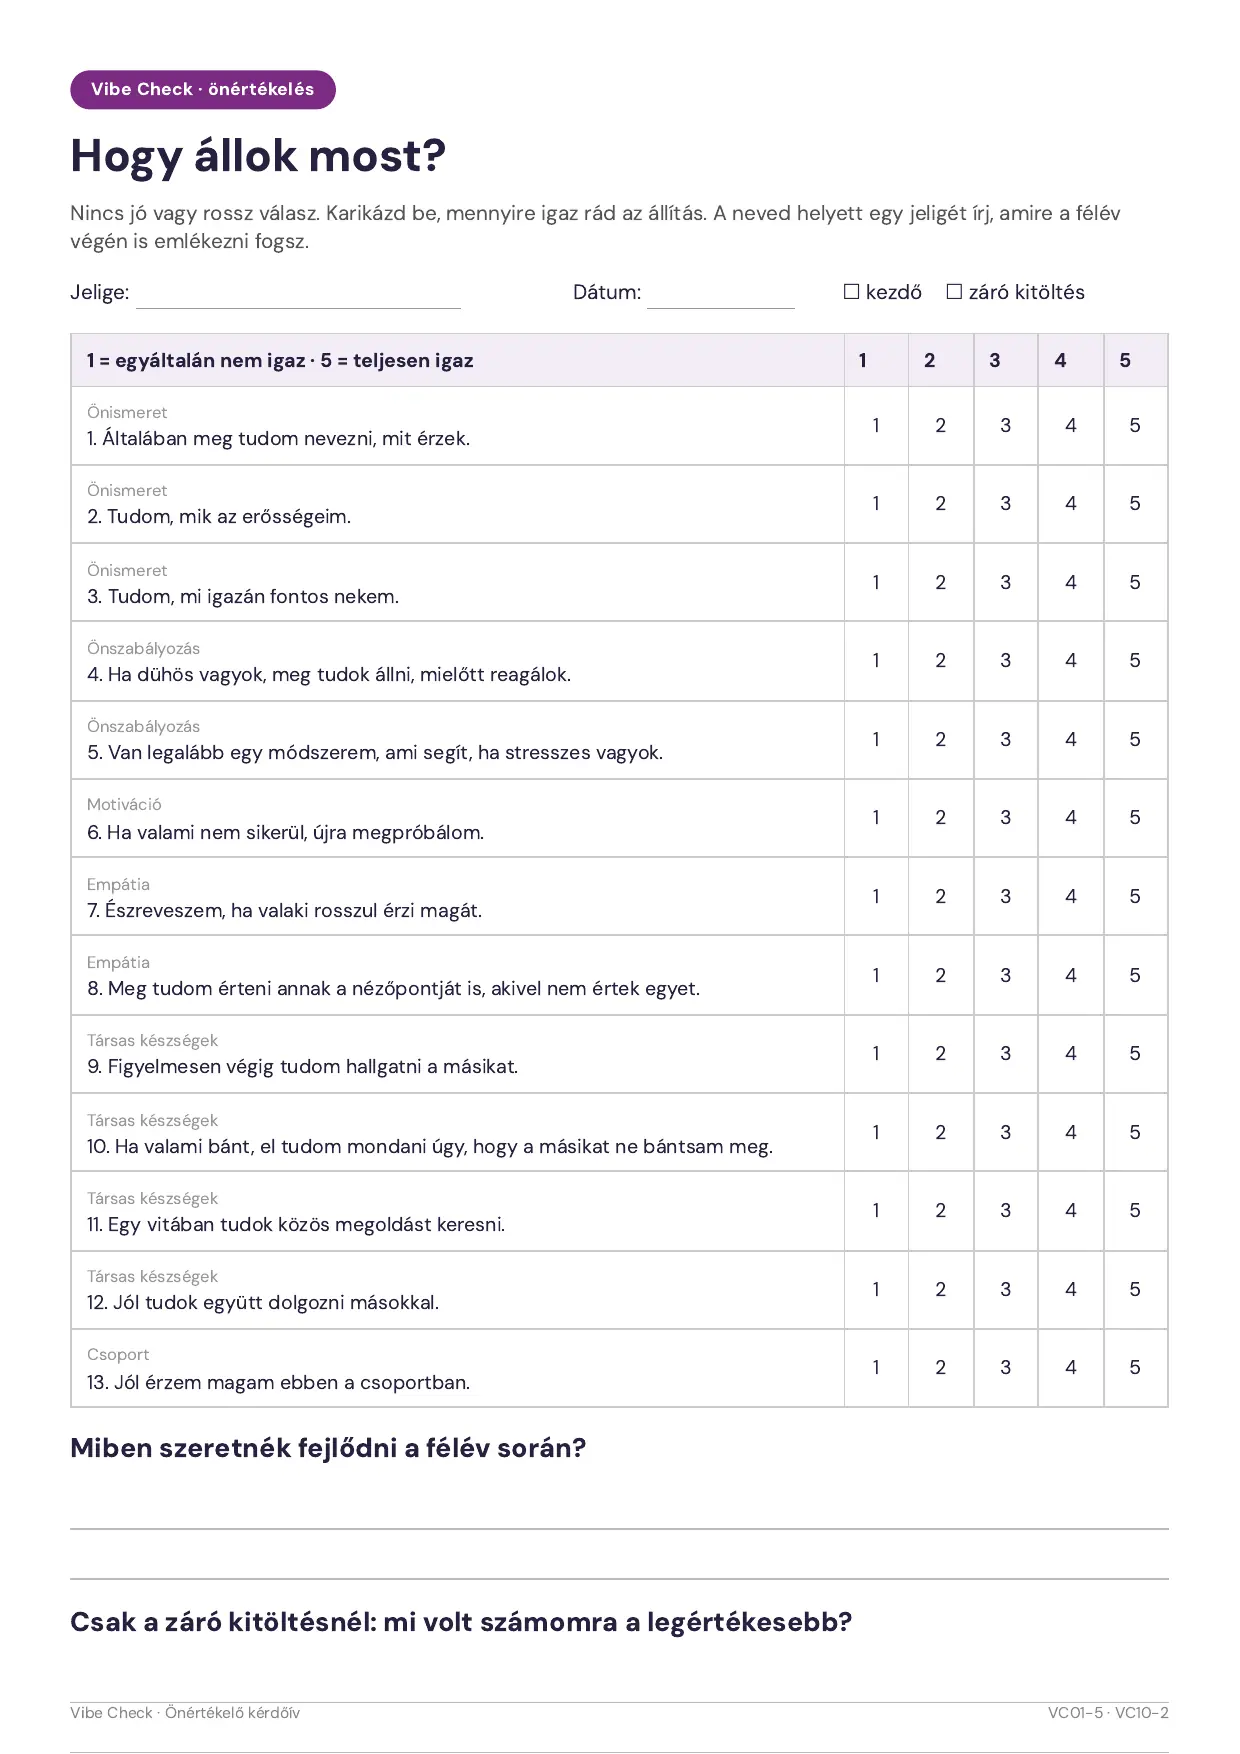 Vibe Check · önértékelés
Hogy állok most?
Nincs jó vagy rossz válasz. Karikázd be, mennyire igaz rád az állítás. A neved helyett egy jeligét írj, amire a félév
végén is emlékezni fogsz.
Jelige: Dátum: ☐ kezdő ☐ záró kitöltés
1 = egyáltalán nem igaz · 5 = teljesen igaz 1 2 3 4 5
Önismeret
1. Általában meg tudom nevezni, mit érzek. 1 2 3 4 5
Önismeret
2. Tudom, mik az erősségeim. 1 2 3 4 5
Önismeret
3. Tudom, mi igazán fontos nekem. 1 2 3 4 5
Önszabályozás
4. Ha dühös vagyok, meg tudok állni, mielőtt reagálok. 1 2 3 4 5
Önszabályozás
5. Van legalább egy módszerem, ami segít, ha stresszes vagyok. 1 2 3 4 5
Motiváció
6. Ha valami nem sikerül, újra megpróbálom. 1 2 3 4 5
Empátia
7. Észreveszem, ha valaki rosszul érzi magát. 1 2 3 4 5
Empátia
8. Meg tudom érteni annak a nézőpontját is, akivel nem értek egyet. 1 2 3 4 5
Társas készségek
9. Figyelmesen végig tudom hallgatni a másikat. 1 2 3 4 5
Társas készségek
10. Ha valami bánt, el tudom mondani úgy, hogy a másikat ne bántsam meg. 1 2 3 4 5
Társas készségek
11. Egy vitában tudok közös megoldást keresni. 1 2 3 4 5
Társas készségek
12. Jól tudok együtt dolgozni másokkal. 1 2 3 4 5
Csoport
13. Jól érzem magam ebben a csoportban. 1 2 3 4 5
Miben szeretnék fejlődni a félév során?
Csak a záró kitöltésnél: mi volt számomra a legértékesebb?
Vibe Check · Önértékelő kérdőív VC01-5 · VC10-2